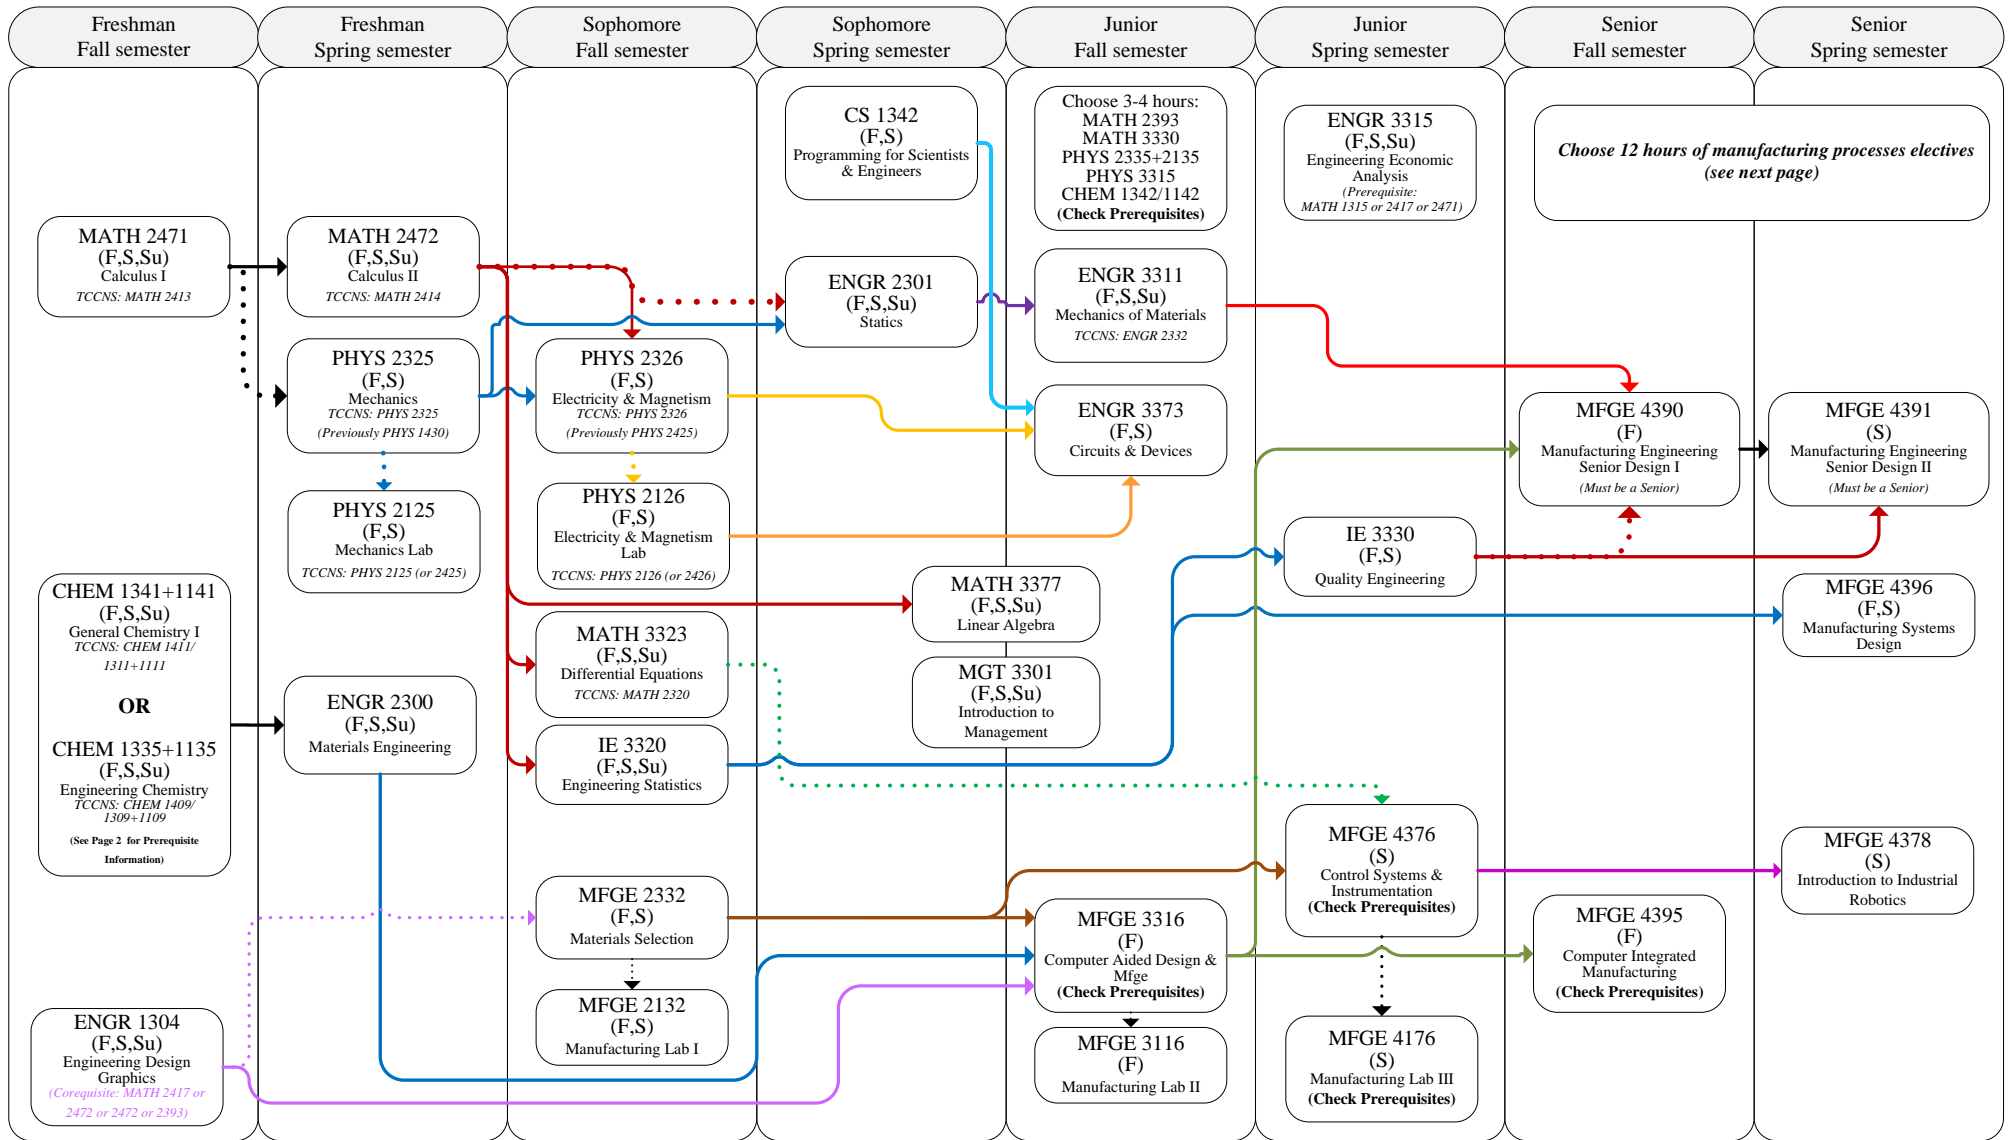 Freshman
Fall semester
Freshman
Spring semester
Sophomore
Fall semester
Sophomore
Spring semester
Junior
Fall semester
Junior
Spring semester
Senior
Fall semester
Senior
Spring semester
MATH 2471
(F,S,Su)
Calculus I
TCCNS: MATH 2413
CHEM 1341+1141
(F,S,Su)
General Chemistry I
TCCNS: CHEM 1411/
1311+1111
OR
CHEM 1335+1135
(F,S,Su)
Engineering Chemistry
TCCNS: CHEM 1409/
1309+1109
(See Page 2 for Prerequisite
Information)
ENGR 1304
(F,S,Su)
Engineering Design
Graphics
(Corequisite: MATH 2417 or
2472 or 2472 or 2393)
MATH 2472
(F,S,Su)
Calculus II
TCCNS: MATH 2414
PHYS 2325
(F,S)
Mechanics
TCCNS: PHYS 2325
(Previously PHYS 1430)
PHYS 2125
(F,S)
Mechanics Lab
TCCNS: PHYS 2125 (or 2425)
ENGR 2300
(F,S,Su)
Materials Engineering
PHYS 2326
(F,S)
Electricity & Magnetism
TCCNS: PHYS 2326
(Previously PHYS 2425)
PHYS 2126
(F,S)
Electricity & Magnetism
Lab
TCCNS: PHYS 2126 (or 2426)
MATH 3323
(F,S,Su)
Differential Equations
TCCNS: MATH 2320
IE 3320
(F,S,Su)
Engineering Statistics
MFGE 2332
(F,S)
Materials Selection
MFGE 2132
(F,S)
Manufacturing Lab I
CS 1342
(F,S)
Programming for Scientists
& Engineers
ENGR 2301
(F,S,Su)
Statics
MATH 3377
(F,S,Su)
Linear Algebra
MGT 3301
(F,S,Su)
Introduction to
Management
Choose 3-4 hours:
MATH 2393
MATH 3330
PHYS 2335+2135
PHYS 3315
CHEM 1342/1142
(Check Prerequisites)
ENGR 3311
(F,S,Su)
Mechanics of Materials
TCCNS: ENGR 2332
ENGR 3373
(F,S)
Circuits & Devices
MFGE 3316
(F)
Computer Aided Design &
Mfge
(Check Prerequisites)
MFGE 3116
(F)
Manufacturing Lab II
ENGR 3315
(F,S,Su)
Engineering Economic
Analysis
(Prerequisite:
MATH 1315 or 2417 or 2471)
IE 3330
(F,S)
Quality Engineering
MFGE 4376
(S)
Control Systems &
Instrumentation
(Check Prerequisites)
MFGE 4176
(S)
Manufacturing Lab III
(Check Prerequisites)
Choose 12 hours of manufacturing processes electives
(see next page)
MFGE 4390
(F)
Manufacturing Engineering
Senior Design I
(Must be a Senior)
MFGE 4395
(F)
Computer Integrated
Manufacturing
(Check Prerequisites)
MFGE 4391
(S)
Manufacturing Engineering
Senior Design II
(Must be a Senior)
MFGE 4396
(F,S)
Manufacturing Systems
Design
MFGE 4378
(S)
Introduction to Industrial
Robotics